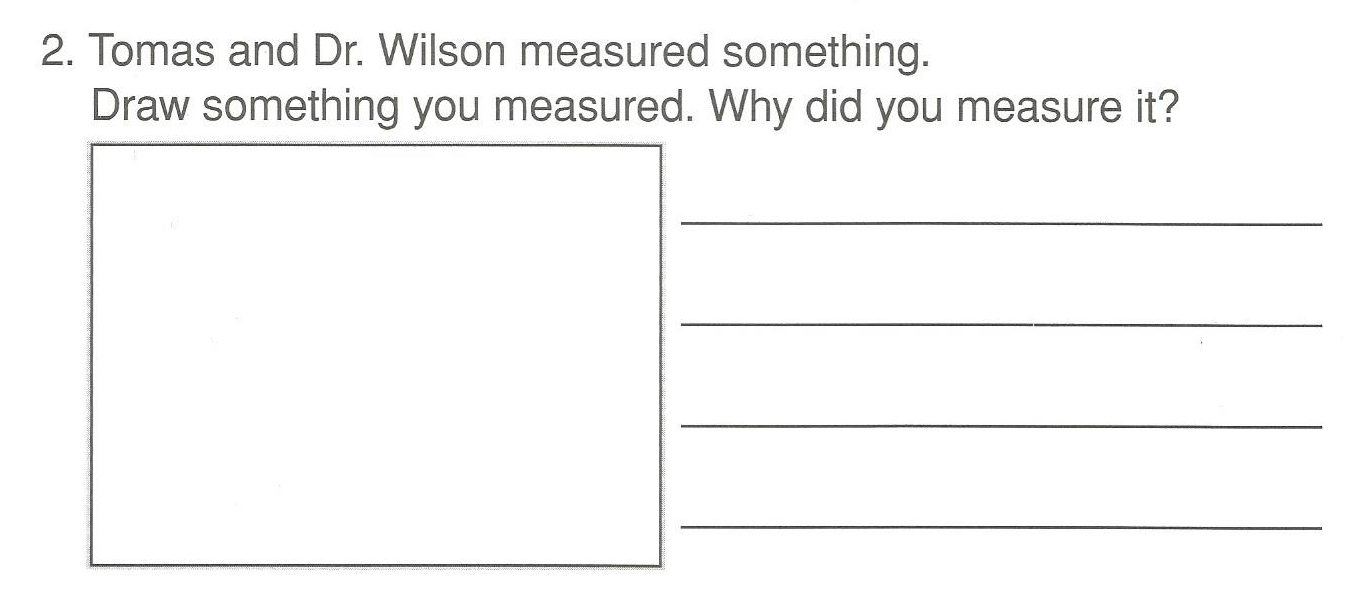 2. Tomas and Dr. Wilson measured something.
Draw something you measured. Why did you measure it?